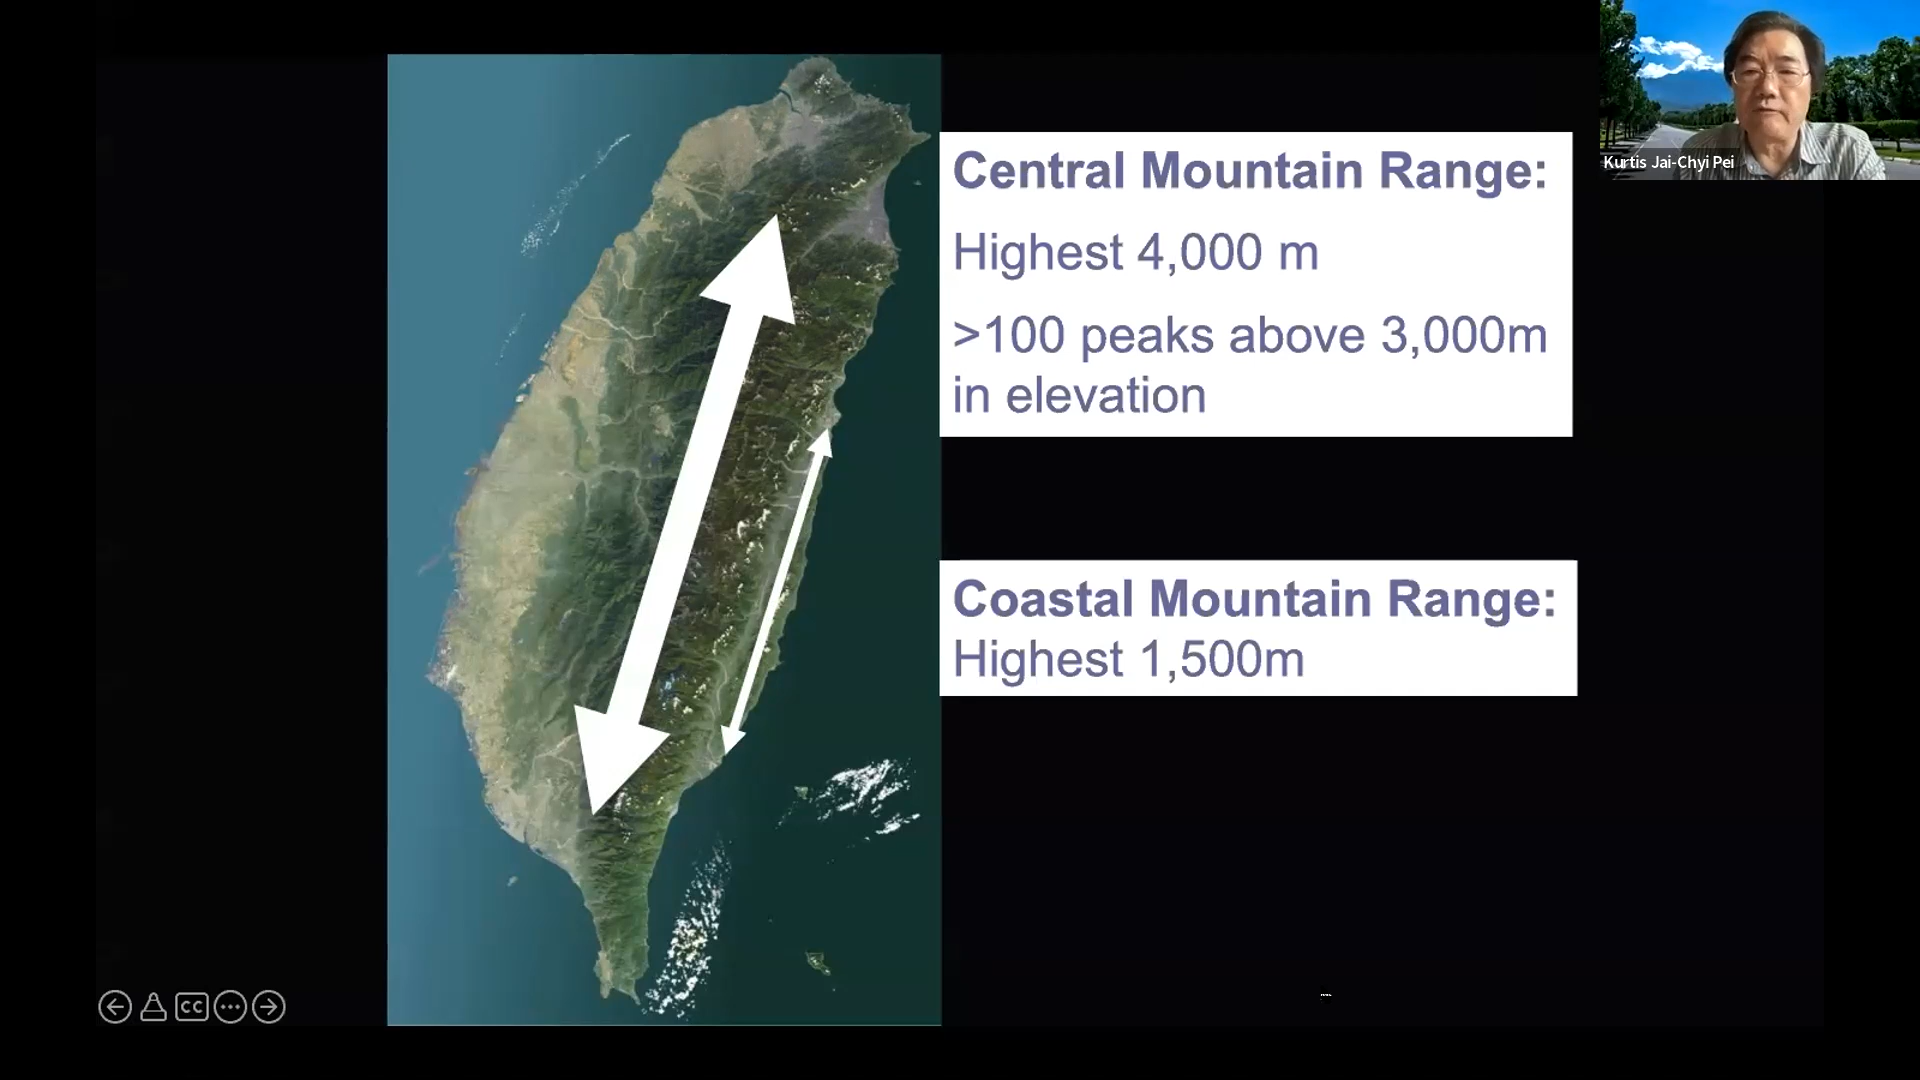 Central Mountain Range:
Highest 4,000 m
>100 peaks above 3,000m
in elevation
Kurtis Jai-Chyi Pei
Coastal Mountain Range:
Highest 1,500m
CC